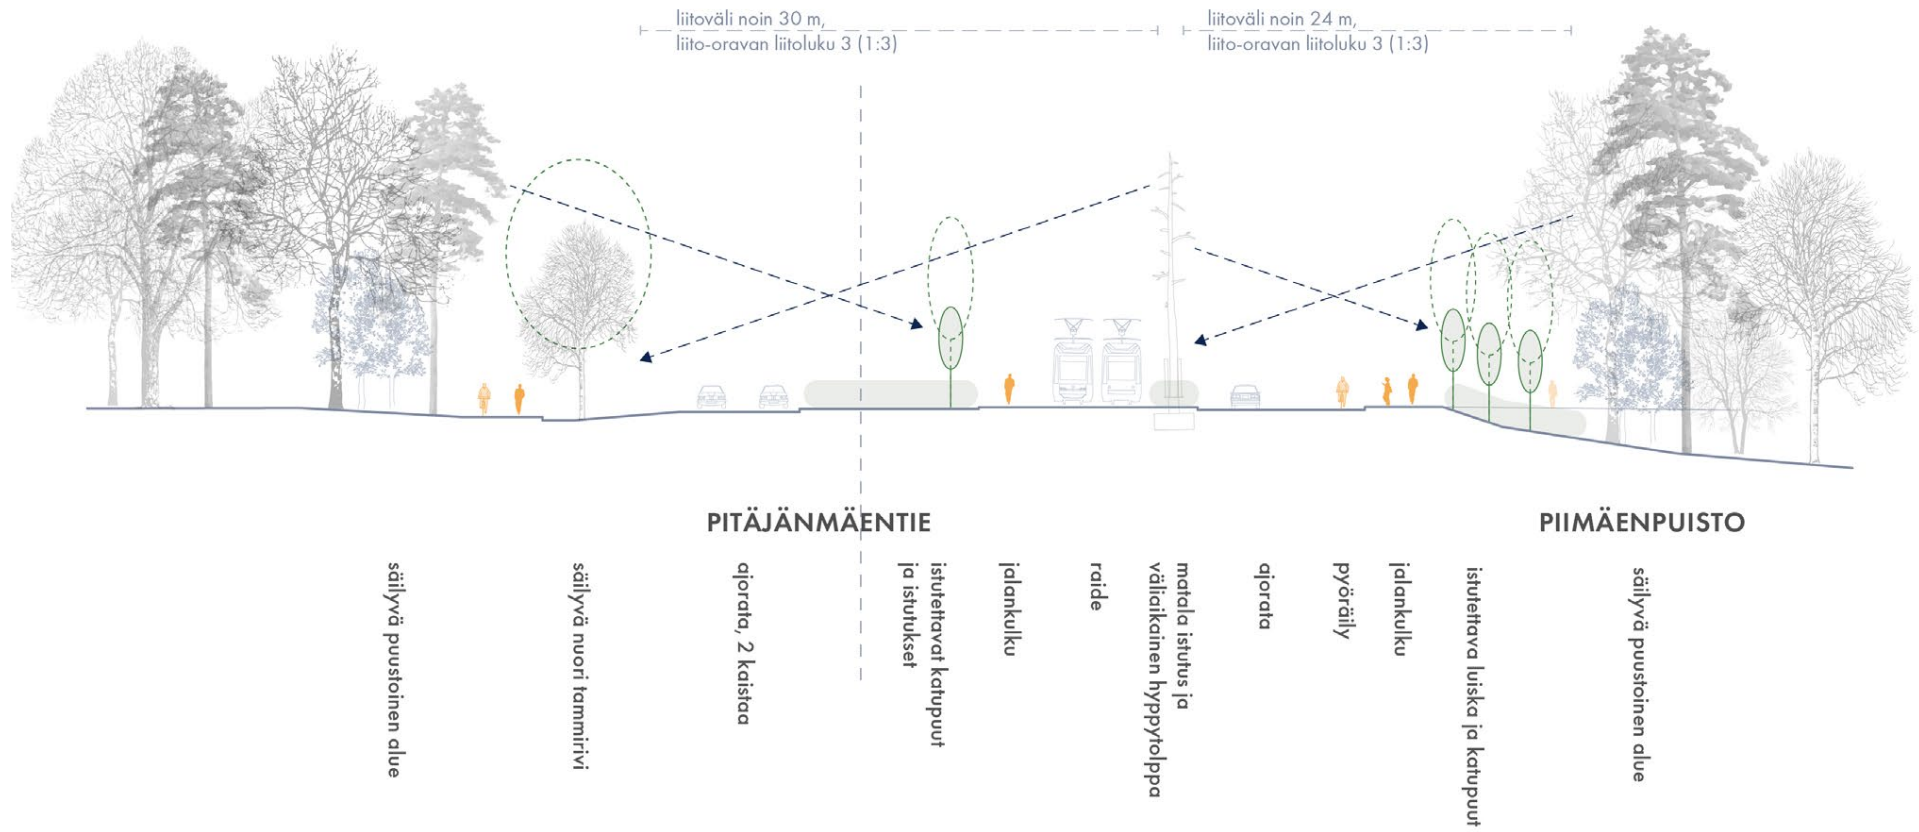 liitoväli noin 30 m,
liito-oravan liitoluku 3 (1:3)
liitoväli noin 24 m,
liito-oravan liitoluku 3 (1:3)
PITÄJÄNMÄENTIE
PIIMÄENPUISTO
säilyvä puustoinen alue
säilyvä nuori tammirivi
ajorata, 2 kaistaa
istutettavat katupuut
ja istutukset
jalankulku
raide
matala istutus ja
väliaikainen hyppytolppa
ajorata
pyöräily
jalankulku
istutettava luiska ja katupuut
säilyvä puustoinen alue